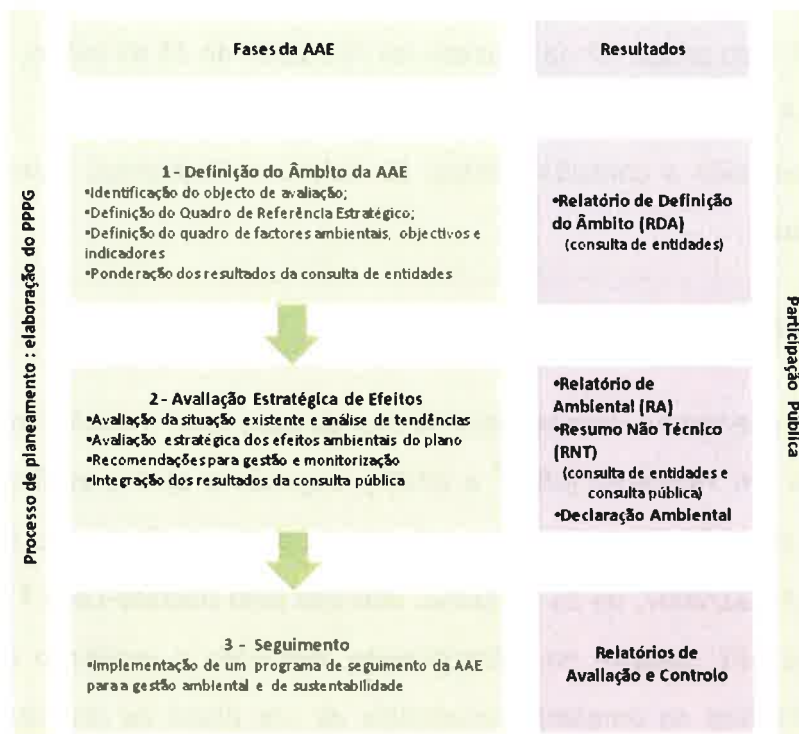 Fases da AAE
Resultados
Processo de planeamento : elaboração do PPPG
1 - Definição do Âmbito da AAE
•Identificação do objecto de avaliação;
•Definição do Quadro de Referência Estratégico;
•Definição do quadro de factores ambientais, objectivos e
indicadores
•Ponderação dos resultados da consulta de entidades
•Relatório de Definição
do Âmbito (RDA)
(consulta de entidades)
2 - Avaliação Estratégica de Efeitos
•Avaliação da situação existente e análise de tendências
•Avaliação estratégica dos efeitos ambientais do plano
•Recomendações para gestão e monitorização
•Integração dos resultados da consulta pública
•Relatório de
Ambiental (RA)
•Resumo Não Técnico
(RNT)
(consulta de entidades e
consulta pública)
•Declaração Ambiental
3 - Seguimento
•Implementação de um programa de seguimento da AAE
para a gestão ambiental e de sustentabilidade
Relatórios de
Avaliação e Controlo
Participação Pública